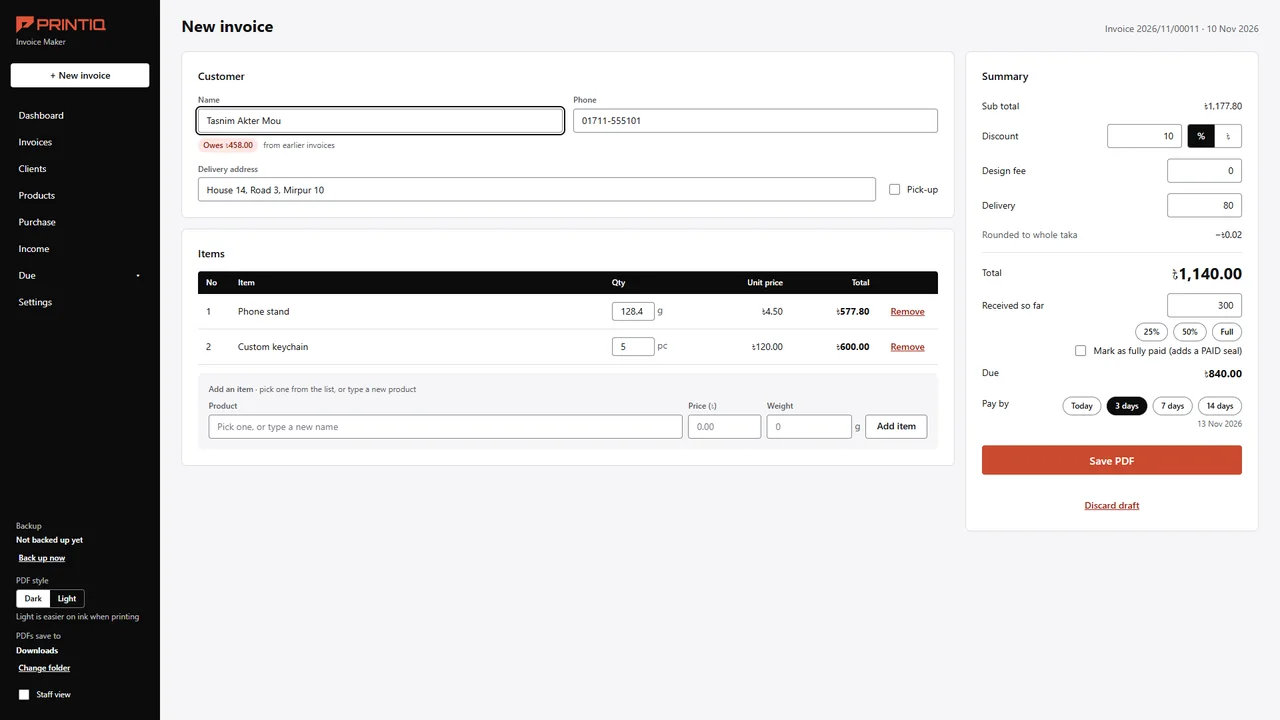 PRINTIQ
Invoice Maker
+ New invoice
Dashboard
Invoices
Clients
Products
Purchase
Income
Due
Settings
Backup
Not backed up yet
Back up now
PDF style
Dark Light
Light is easier on ink when printing
PDFs save to
Downloads
Change folder
Staff view
New invoice
Invoice 2026/11/00011 · 10 Nov 2026
Customer
Name Phone
Tasnim Akter Mou 01711-555101
Owes ৳458.00 from earlier invoices
Delivery address
House 14, Road 3, Mirpur 10 Pick-up
Items
No Item Qty Unit price Total
1 Phone stand 128.4 g ৳4.50 ৳577.80 Remove
2 Custom keychain 5 pc ৳120.00 ৳600.00 Remove
Add an item · pick one from the list, or type a new product
Product Price (৳) Weight
Pick one, or type a new name 0.00 0 g Add item
Summary
Sub total ৳1,177.80
Discount 10 % ৳
Design fee 0
Delivery 80
Rounded to whole taka −৳0.02
Total ৳1,140.00
Received so far 300
25% 50% Full
Mark as fully paid (adds a PAID seal)
Due ৳840.00
Pay by Today 3 days 7 days 14 days
13 Nov 2026
Save PDF
Discard draft